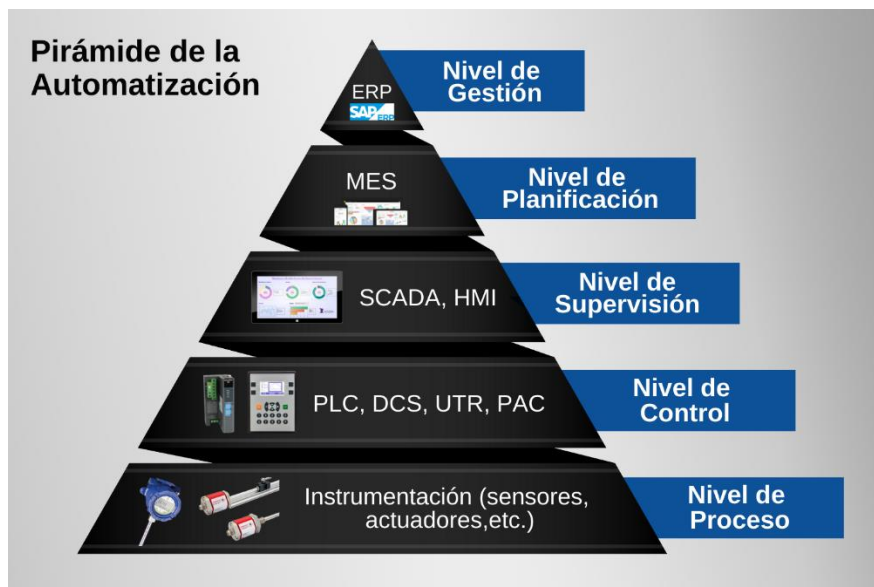 Pirámide de la
Automatización
ERP
SAP ERP
Nivel de
Gestión
MES
Nivel de
Planificación
SCADA, HMI
Nivel de
Supervisión
PLC, DCS, UTR, PAC
Nivel de
Control
Instrumentación (sensores,
actuadores,etc.)
Nivel de
Proceso